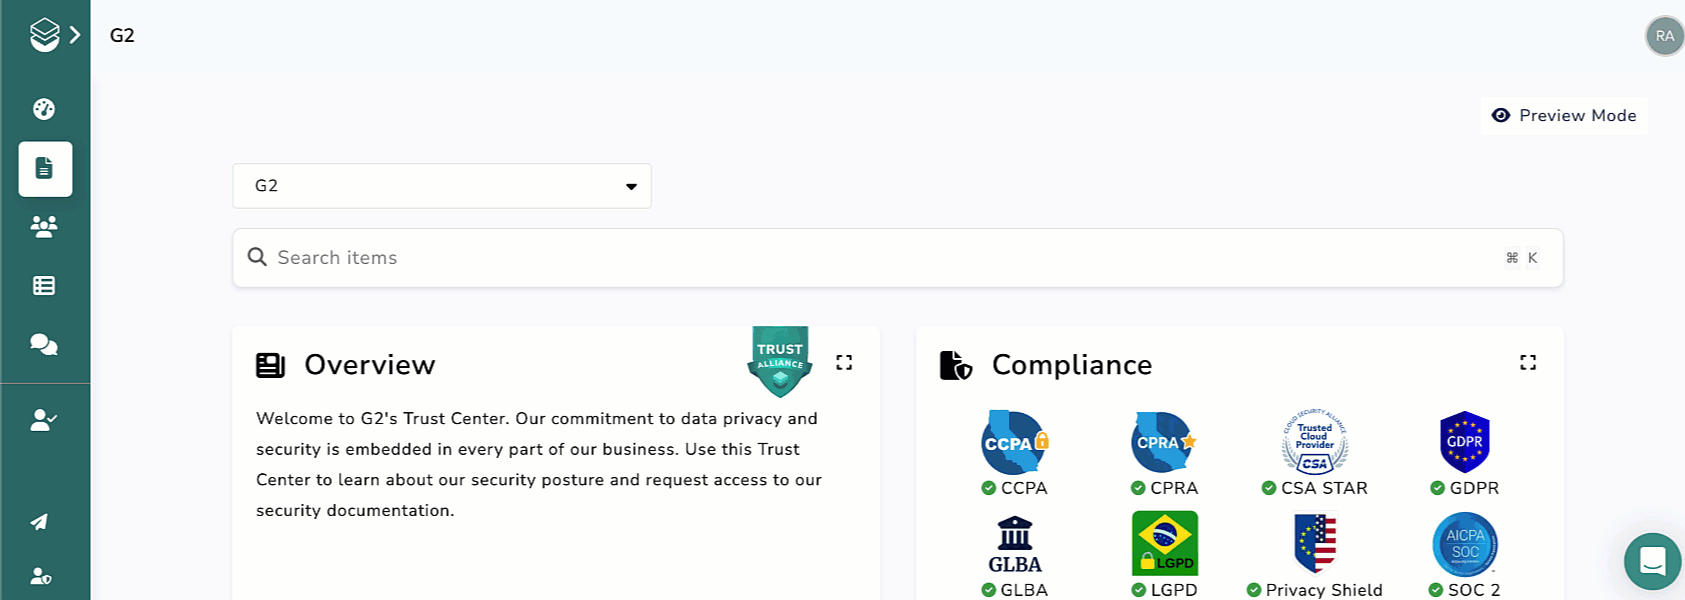 G2
RA
Preview Mode
G2
Search items
⌘ K
Overview
TRUST
ALLIANCE
Welcome to G2's Trust Center. Our commitment to data privacy and
security is embedded in every part of our business. Use this Trust
Center to learn about our security posture and request access to our
security documentation.
Compliance
CCPA
CPRA
CLOUD SECURITY ALLIANCE
Trusted
Cloud
Provider
CSA
GDPR
CCPA
CPRA
CSA STAR
GDPR
GLBA
LGPD
AICPA
SOC
GLBA
LGPD
Privacy Shield
SOC 2